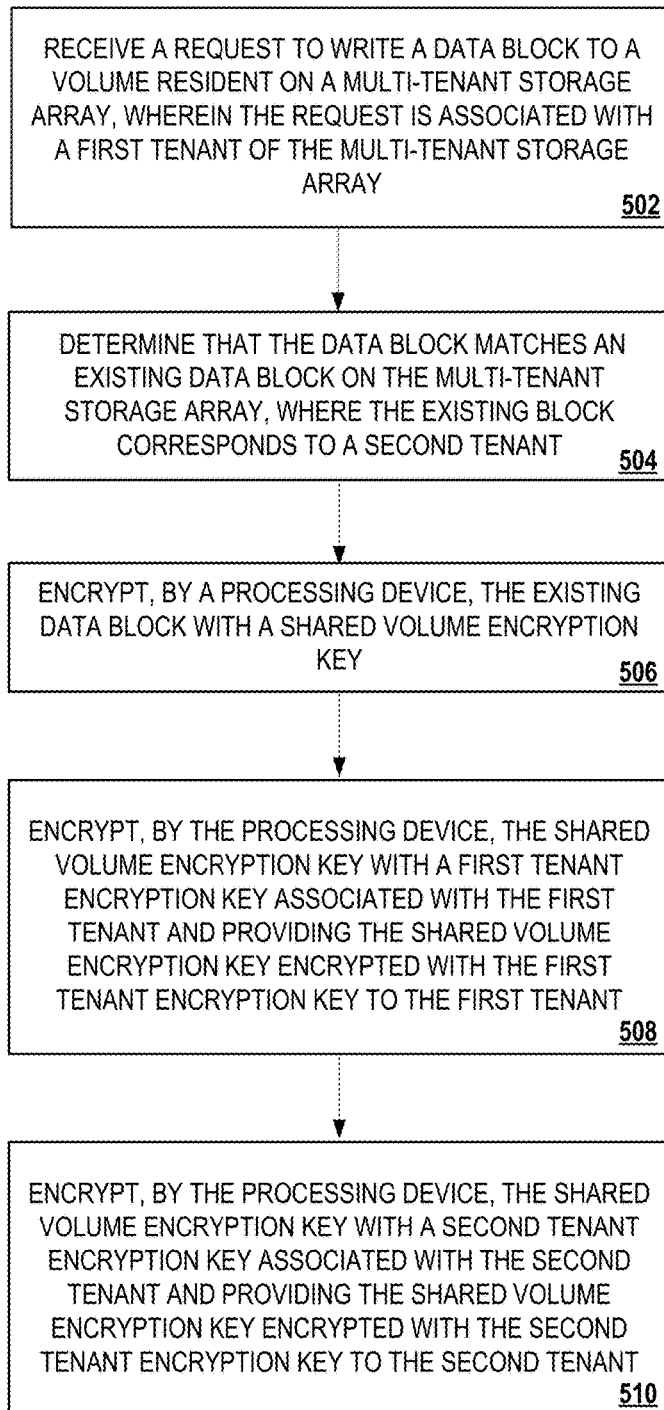 RECEIVE A REQUEST TO WRITE A DATA BLOCK TO A
VOLUME RESIDENT ON A MULTI-TENANT STORAGE
ARRAY, WHEREIN THE REQUEST IS ASSOCIATED WITH
A FIRST TENANT OF THE MULTI-TENANT STORAGE
ARRAY
502
DETERMINE THAT THE DATA BLOCK MATCHES AN
EXISTING DATA BLOCK ON THE MULTI-TENANT
STORAGE ARRAY, WHERE THE EXISTING BLOCK
CORRESPONDS TO A SECOND TENANT
504
ENCRYPT, BY A PROCESSING DEVICE, THE EXISTING
DATA BLOCK WITH A SHARED VOLUME ENCRYPTION
KEY
506
ENCRYPT, BY THE PROCESSING DEVICE, THE SHARED
VOLUME ENCRYPTION KEY WITH A FIRST TENANT
ENCRYPTION KEY ASSOCIATED WITH THE FIRST
TENANT AND PROVIDING THE SHARED VOLUME
ENCRYPTION KEY ENCRYPTED WITH THE FIRST
TENANT ENCRYPTION KEY TO THE FIRST TENANT
508
ENCRYPT, BY THE PROCESSING DEVICE, THE SHARED
VOLUME ENCRYPTION KEY WITH A SECOND TENANT
ENCRYPTION KEY ASSOCIATED WITH THE SECOND
TENANT AND PROVIDING THE SHARED VOLUME
ENCRYPTION KEY ENCRYPTED WITH THE SECOND
TENANT ENCRYPTION KEY TO THE SECOND TENANT
510